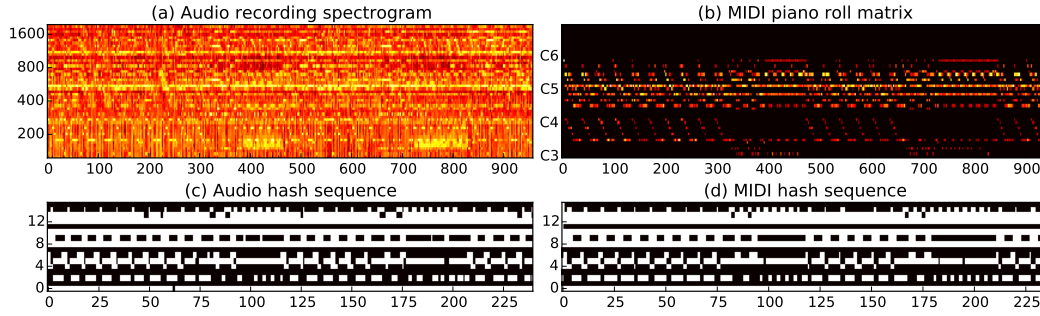 (a) Audio recording spectrogram
1600
800
400
200
0 100 200 300 400 500 600 700 800 900
(b) MIDI piano roll matrix
C6
C5
C4
C3
0 100 200 300 400 500 600 700 800 900
(c) Audio hash sequence
12
8
4
0
0 25 50 75 100 125 150 175 200 225
(d) MIDI hash sequence
12
8
4
0
0 25 50 75 100 125 150 175 200 225